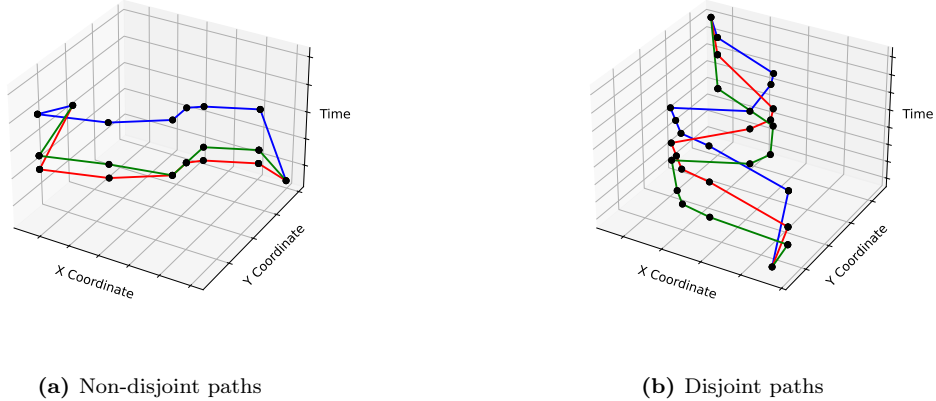 Time
X Coordinate
Y Coordinate
(a) Non-disjoint paths
Time
X Coordinate
Y Coordinate
(b) Disjoint paths